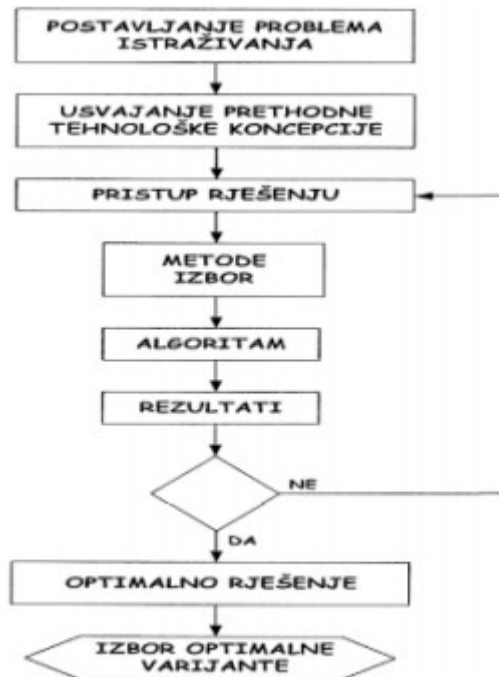 POSTAVLJANJE PROBLEMA
ISTRAŽIVANJA
USVAJANJE PRETHODNE
TEHNOLOŠKE KONCEPCIJE
PRISTUP RJEŠENJU
METODE
IZBOR
ALGORITAM
REZULTATI
NE
DA
OPTIMALNO RJEŠENJE
IZBOR OPTIMALNE
VARIJANTE